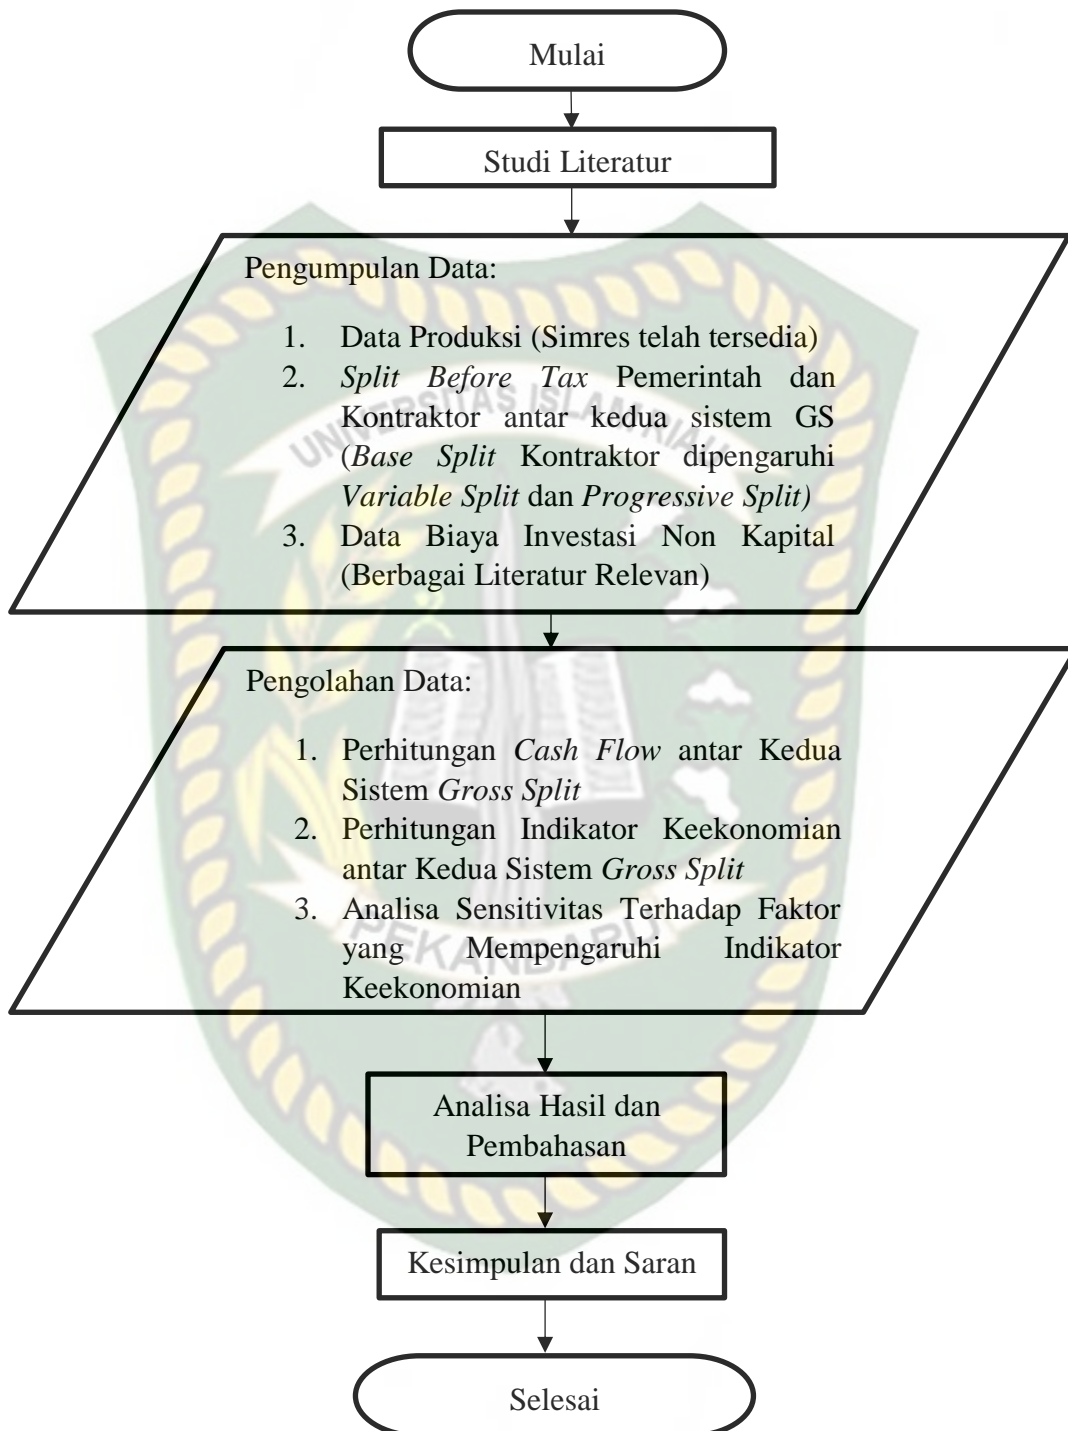 Mulai
Studi Literatur
Pengumpulan Data:
1. Data Produksi (Simres telah tersedia)
2. Split Before Tax Pemerintah dan
Kontraktor antar kedua sistem GS
(Base Split Kontraktor dipengaruhi
Variable Split dan Progressive Split)
3. Data Biaya Investasi Non Kapital
(Berbagai Literatur Relevan)
UNIVERSITAS ISLAM RIAU
Pengolahan Data:
1. Perhitungan Cash Flow antar Kedua
Sistem Gross Split
2. Perhitungan Indikator Keekonomian
antar Kedua Sistem Gross Split
3. Analisa Sensitivitas Terhadap Faktor
yang Mempengaruhi Indikator
Keekonomian
PEKANBARU
Analisa Hasil dan
Pembahasan
Kesimpulan dan Saran
Selesai